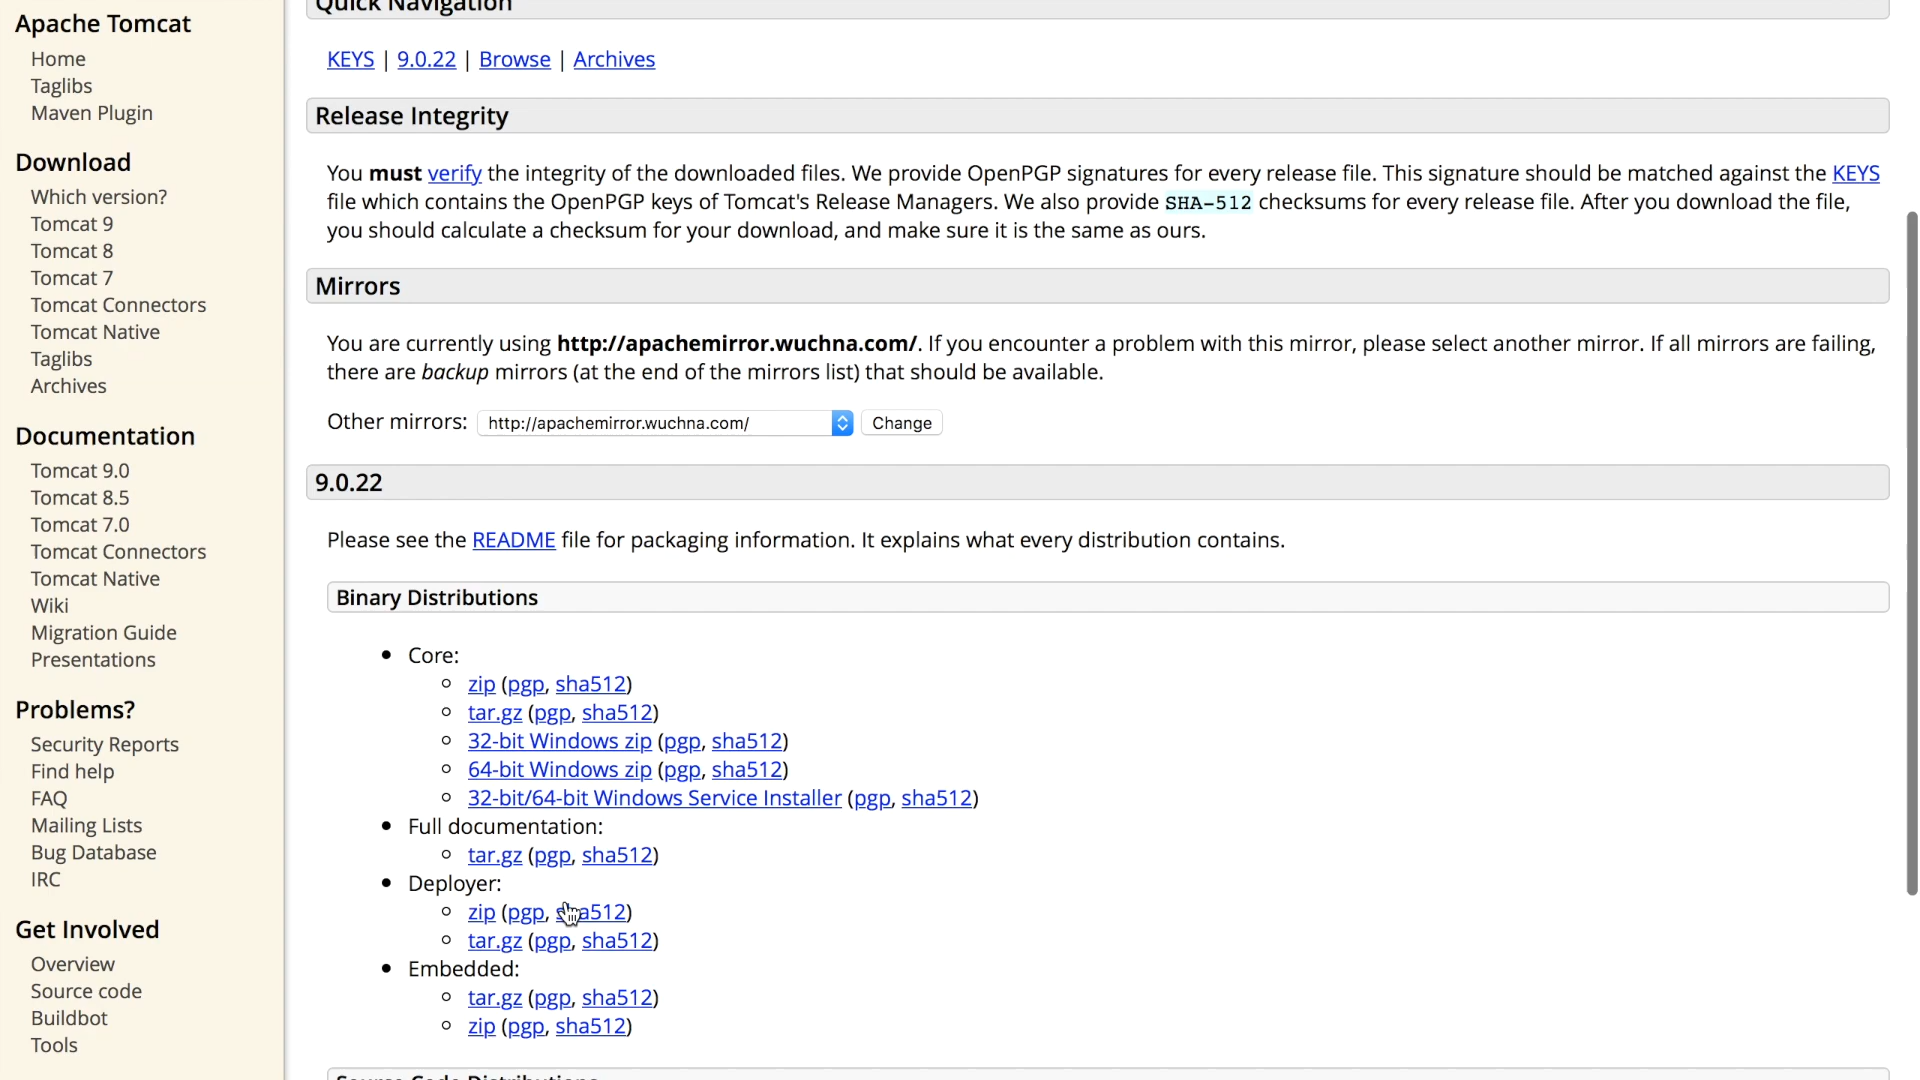 Apache Tomcat
Home
Taglibs
Maven Plugin
Download
Which version?
Tomcat 9
Tomcat 8
Tomcat 7
Tomcat Connectors
Tomcat Native
Taglibs
Archives
Documentation
Tomcat 9.0
Tomcat 8.5
Tomcat 7.0
Tomcat Connectors
Tomcat Native
Wiki
Migration Guide
Presentations
Problems?
Security Reports
Find help
FAQ
Mailing Lists
Bug Database
IRC
Get Involved
Overview
Source code
Buildbot
Tools
Quick Navigation
KEYS | 9.0.22 | Browse | Archives
Release Integrity
You must verify the integrity of the downloaded files. We provide OpenPGP signatures for every release file. This signature should be matched against the KEYS
file which contains the OpenPGP keys of Tomcat's Release Managers. We also provide SHA-512 checksums for every release file. After you download the file,
you should calculate a checksum for your download, and make sure it is the same as ours.
Mirrors
You are currently using http://apachemirror.wuchna.com/. If you encounter a problem with this mirror, please select another mirror. If all mirrors are failing,
there are backup mirrors (at the end of the mirrors list) that should be available.
Other mirrors: http://apachemirror.wuchna.com/ Change
9.0.22
Please see the README file for packaging information. It explains what every distribution contains.
Binary Distributions
Core:
zip (pgp, sha512)
tar.gz (pgp, sha512)
32-bit Windows zip (pgp, sha512)
64-bit Windows zip (pgp, sha512)
32-bit/64-bit Windows Service Installer (pgp, sha512)
Full documentation:
tar.gz (pgp, sha512)
Deployer:
zip (pgp, sha512)
tar.gz (pgp, sha512)
Embedded:
tar.gz (pgp, sha512)
zip (pgp, sha512)
Source Code Distributions